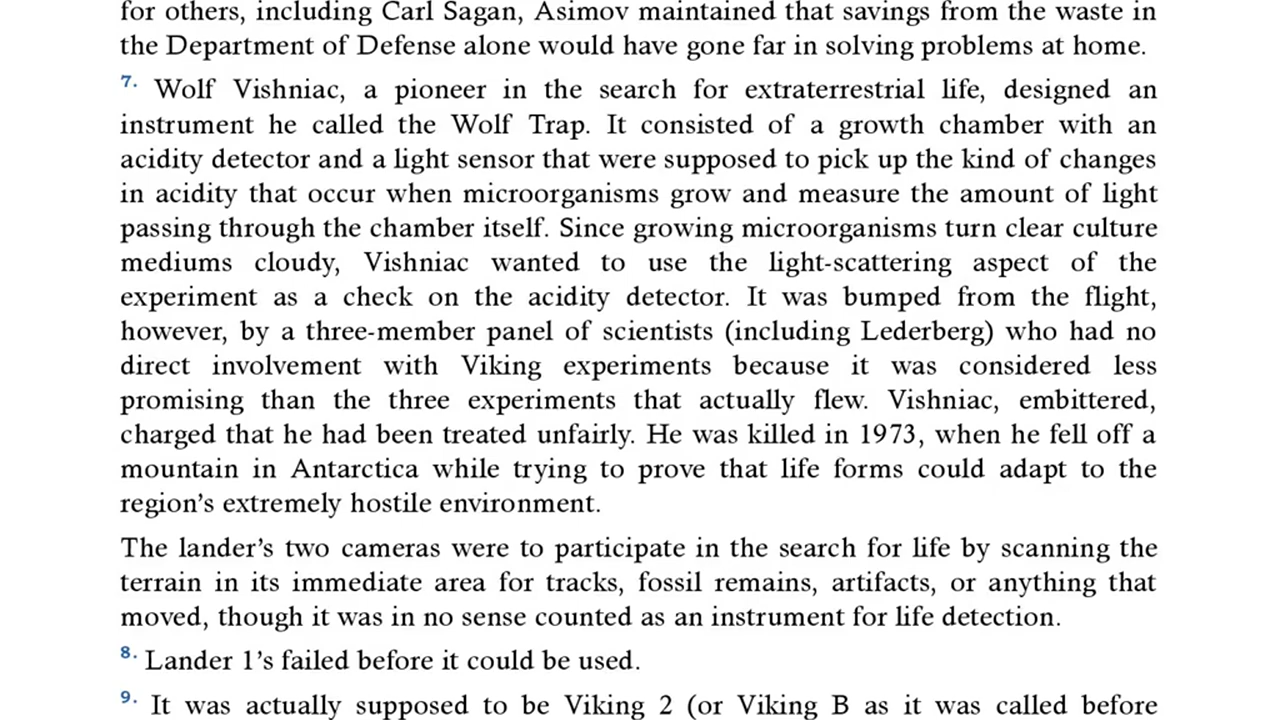 for others, including Carl Sagan, Asimov maintained that savings from the waste in
the Department of Defense alone would have gone far in solving problems at home.
7. Wolf Vishniac, a pioneer in the search for extraterrestrial life, designed an
instrument he called the Wolf Trap. It consisted of a growth chamber with an
acidity detector and a light sensor that were supposed to pick up the kind of changes
in acidity that occur when microorganisms grow and measure the amount of light
passing through the chamber itself. Since growing microorganisms turn clear culture
mediums cloudy, Vishniac wanted to use the light-scattering aspect of the
experiment as a check on the acidity detector. It was bumped from the flight,
however, by a three-member panel of scientists (including Lederberg) who had no
direct involvement with Viking experiments because it was considered less
promising than the three experiments that actually flew. Vishniac, embittered,
charged that he had been treated unfairly. He was killed in 1973, when he fell off a
mountain in Antarctica while trying to prove that life forms could adapt to the
region's extremely hostile environment.
The lander's two cameras were to participate in the search for life by scanning the
terrain in its immediate area for tracks, fossil remains, artifacts, or anything that
moved, though it was in no sense counted as an instrument for life detection.
8. Lander 1's failed before it could be used.
9. It was actually supposed to be Viking 2 (or Viking B as it was called before